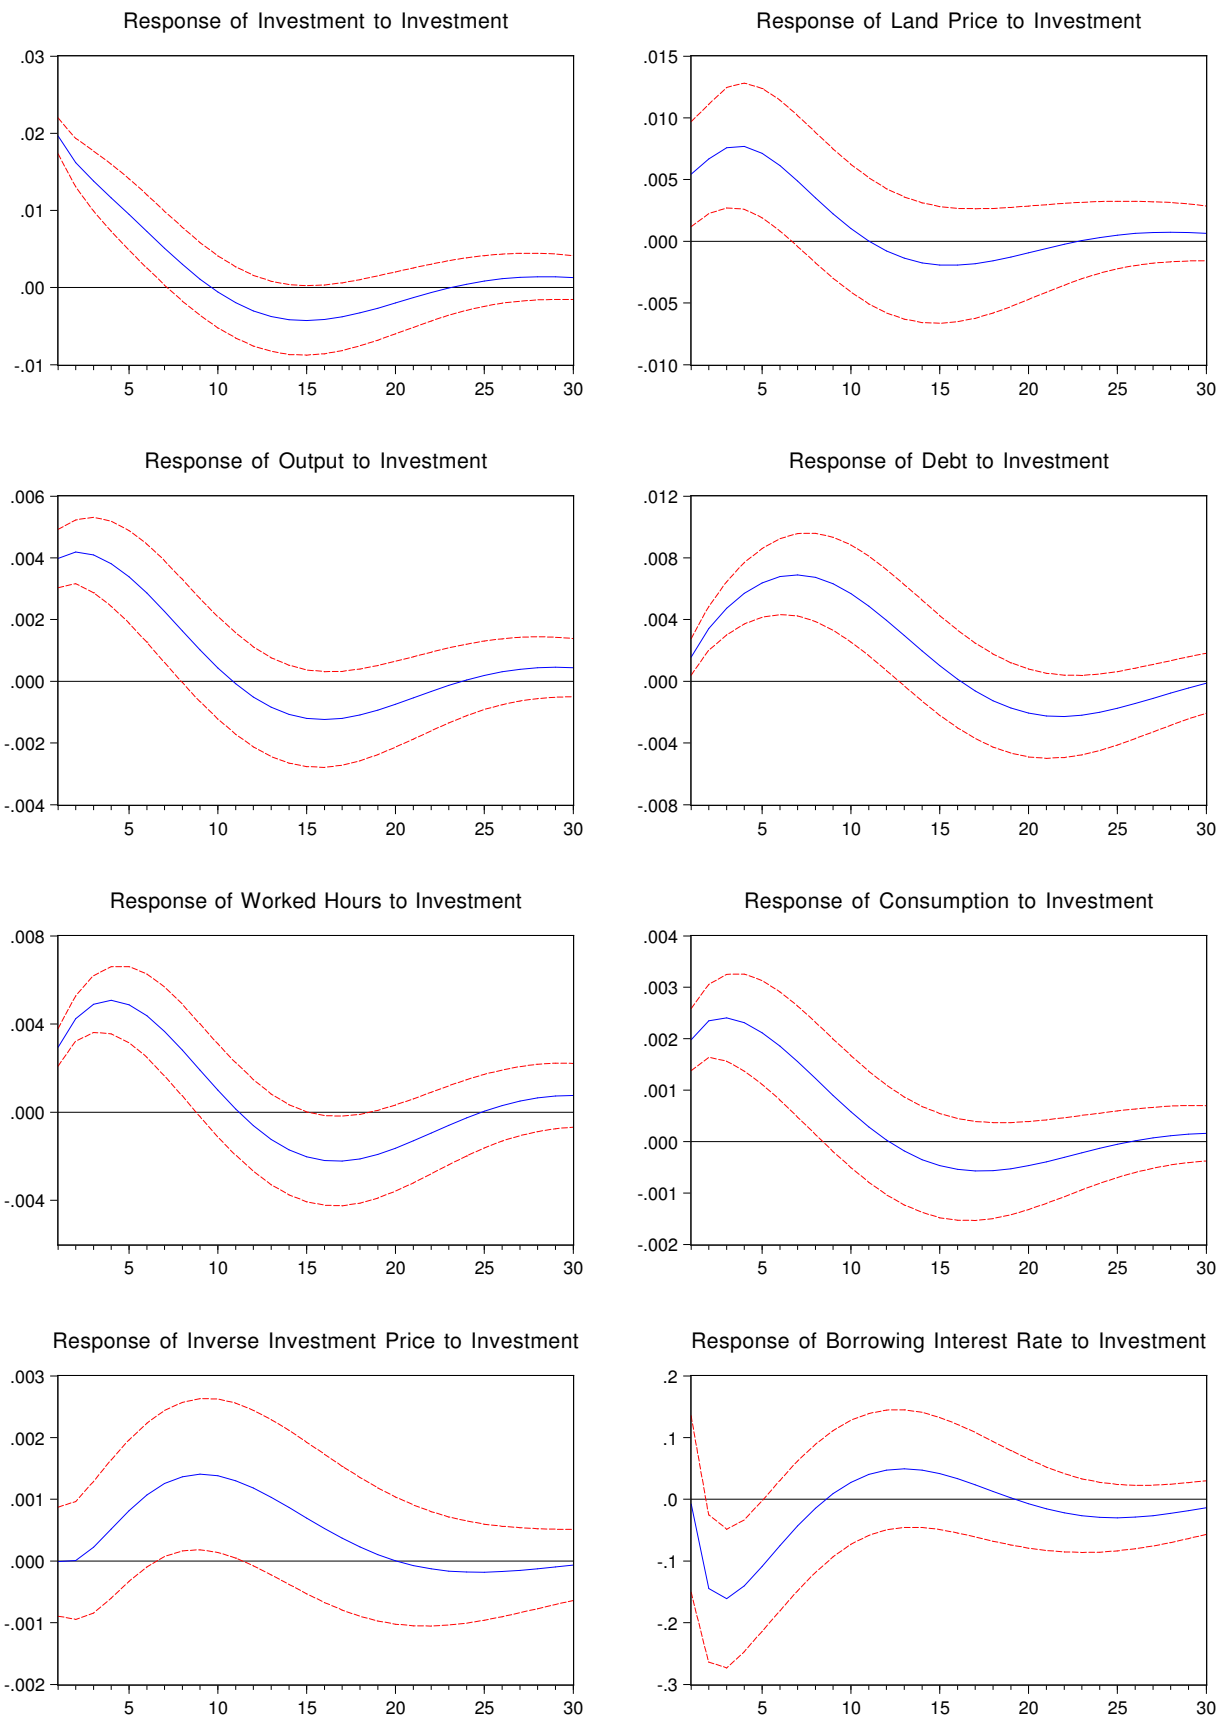 Response of Investment to Investment
.03
.02
.01
.00
-.01
5 10 15 20 25 30
Response of Land Price to Investment
.015
.010
.005
.000
-.005
-.010
5 10 15 20 25 30
Response of Output to Investment
.006
.004
.002
.000
-.002
-.004
5 10 15 20 25 30
Response of Debt to Investment
.012
.008
.004
.000
-.004
-.008
5 10 15 20 25 30
Response of Worked Hours to Investment
.008
.004
.000
-.004
5 10 15 20 25 30
Response of Consumption to Investment
.004
.003
.002
.001
.000
-.001
-.002
5 10 15 20 25 30
Response of Inverse Investment Price to Investment
.003
.002
.001
.000
-.001
-.002
5 10 15 20 25 30
Response of Borrowing Interest Rate to Investment
.2
.1
.0
-.1
-.2
-.3
5 10 15 20 25 30